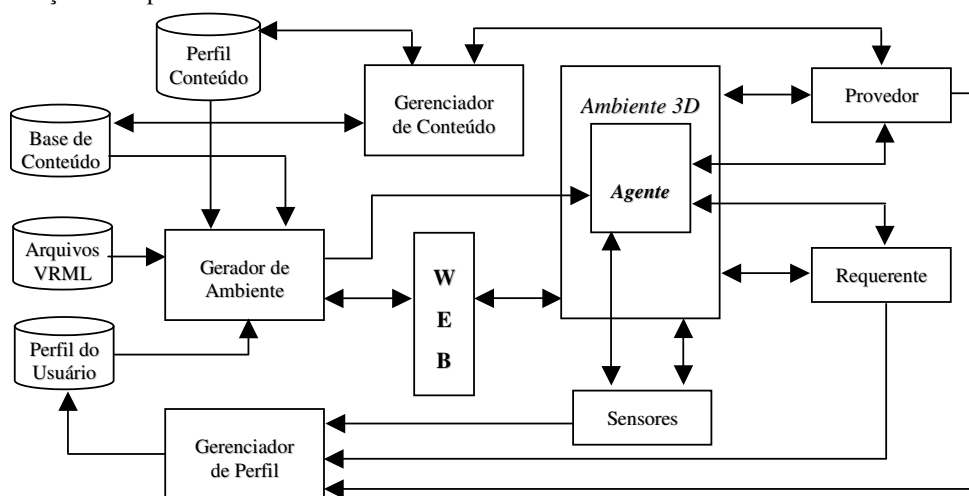 Perfil
Conteúdo
Gerenciador
de Conteúdo
Ambiente 3D
Provedor
Base de
Conteúdo
Agente
Arquivos
VRML
Gerador de
Ambiente
W
E
B
Requerente
Perfil do
Usuário
Sensores
Gerenciador
de Perfil